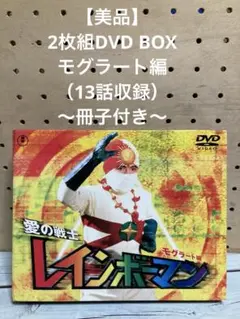 【美品】
2枚組DVD BOX
モグラート編
(13話収録)
〜冊子付き〜
DVD
VIDEO
愛の戦士
モグラート編
レインボーマン